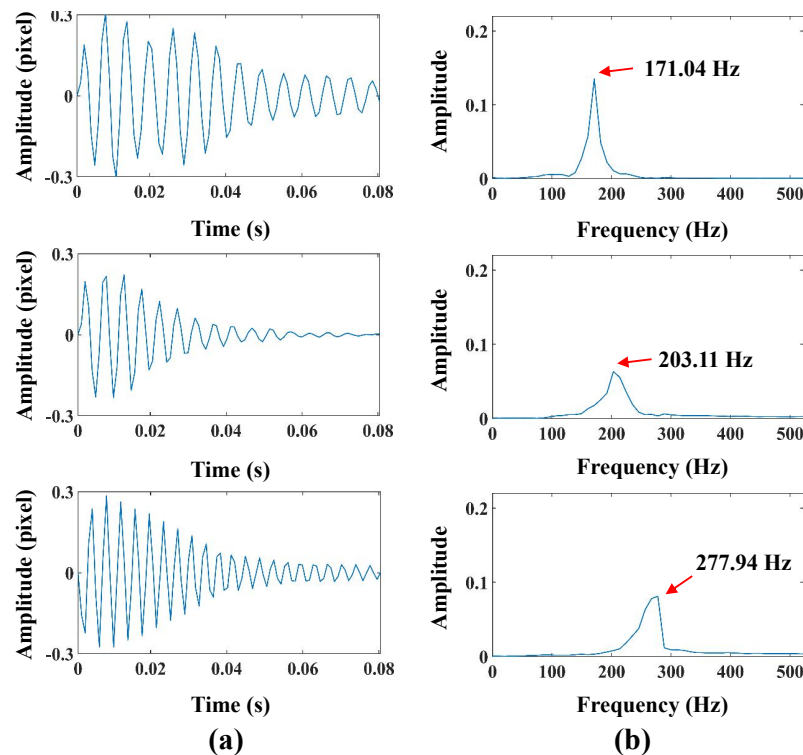 Amplitude (pixel)
0.3
0
-0.3
0 0.02 0.04 0.06 0.08
Time (s)
Amplitude
0.2
0.1
0
0 100 200 300 400 500
Frequency (Hz)
171.04 Hz
Amplitude (pixel)
0.3
0
-0.3
0 0.02 0.04 0.06 0.08
Time (s)
Amplitude
0.2
0.1
0
0 100 200 300 400 500
Frequency (Hz)
203.11 Hz
Amplitude (pixel)
0.3
0
-0.3
0 0.02 0.04 0.06 0.08
Time (s)
Amplitude
0.2
0.1
0
0 100 200 300 400 500
Frequency (Hz)
277.94 Hz
(a)
(b)